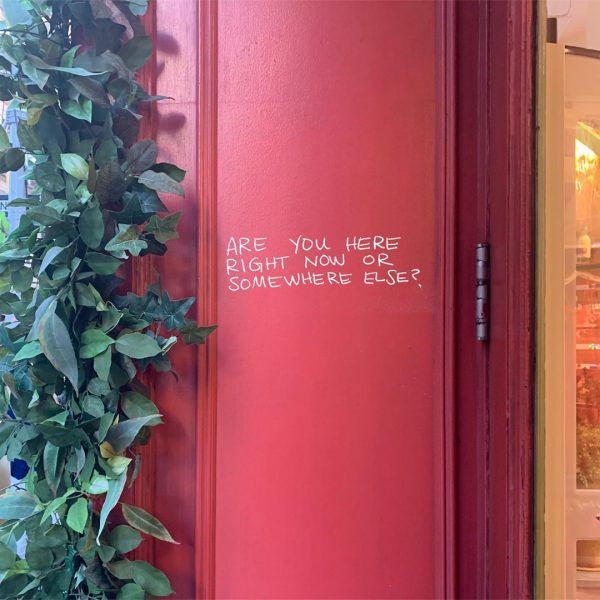 ARE YOU HERE
RIGHT NOW OR
SOMEWHERE ELSE?